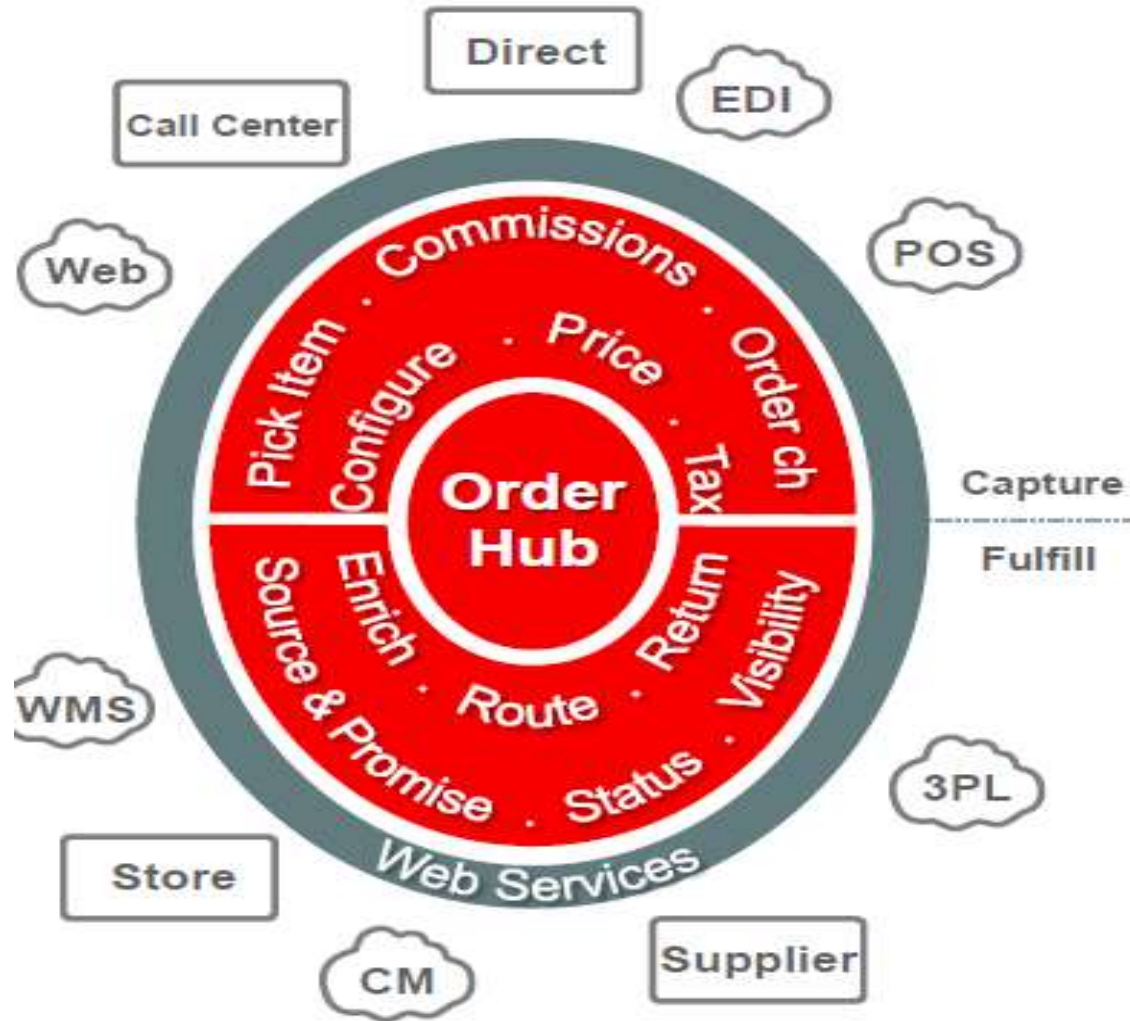 Direct
EDI
Call Center
POS
Web
Pick Item . Commissions . Order ch
Configure . Price . Tax
Order
Hub
Capture
Fulfill
Enrich . Route . Return
Source & Promise . Status . Visibility
Web Services
WMS
3PL
Store
CM
Supplier